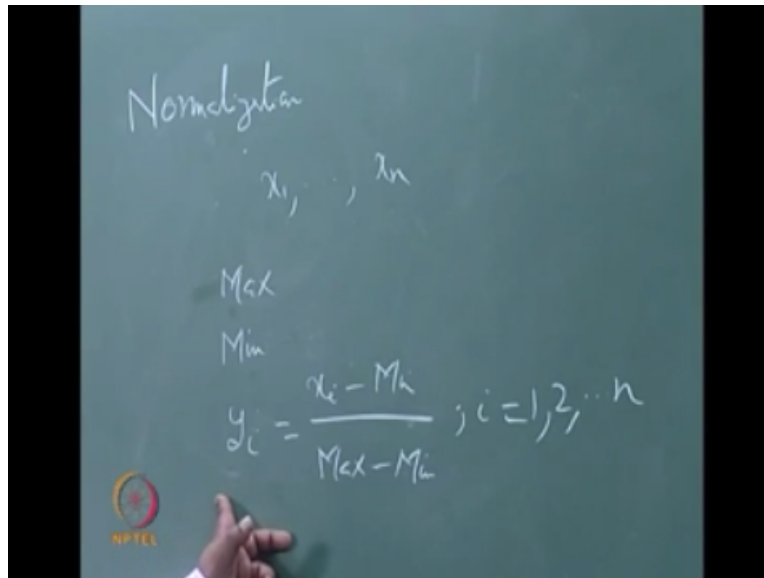 Normalization
x₁, ..., xₙ
Max
Min
yᵢ = (xᵢ − Min) / (Max − Min) ; i = 1, 2, ·· n
NPTEL